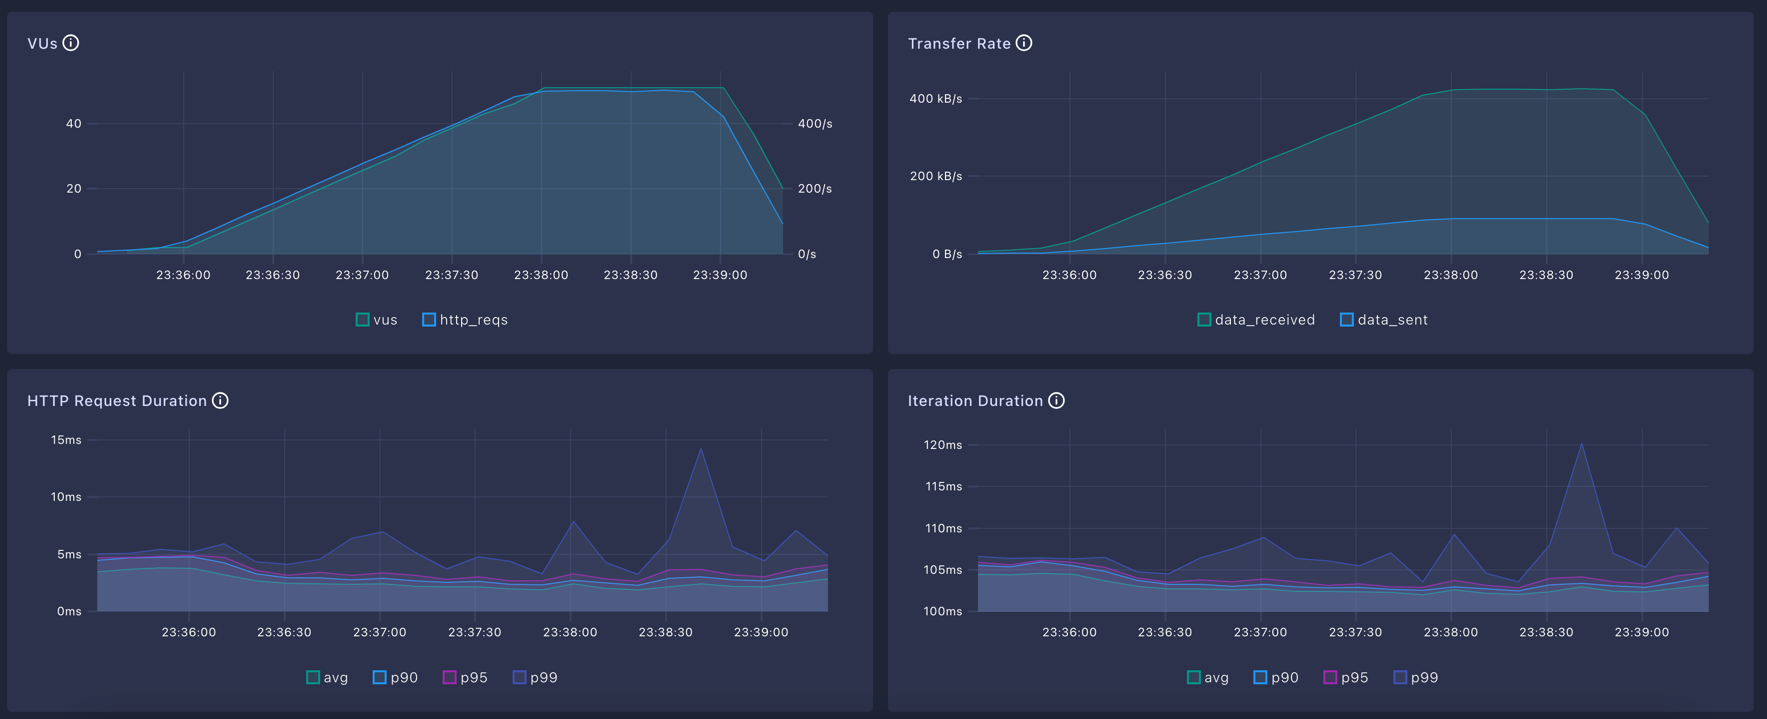 VUs
40
20
0
400/s
200/s
0/s
23:36:00 23:36:30 23:37:00 23:37:30 23:38:00 23:38:30 23:39:00
vus http_reqs
Transfer Rate
400 kB/s
200 kB/s
0 B/s
23:36:00 23:36:30 23:37:00 23:37:30 23:38:00 23:38:30 23:39:00
data_received data_sent
HTTP Request Duration
15ms
10ms
5ms
0ms
23:36:00 23:36:30 23:37:00 23:37:30 23:38:00 23:38:30 23:39:00
avg p90 p95 p99
Iteration Duration
120ms
115ms
110ms
105ms
100ms
23:36:00 23:36:30 23:37:00 23:37:30 23:38:00 23:38:30 23:39:00
avg p90 p95 p99